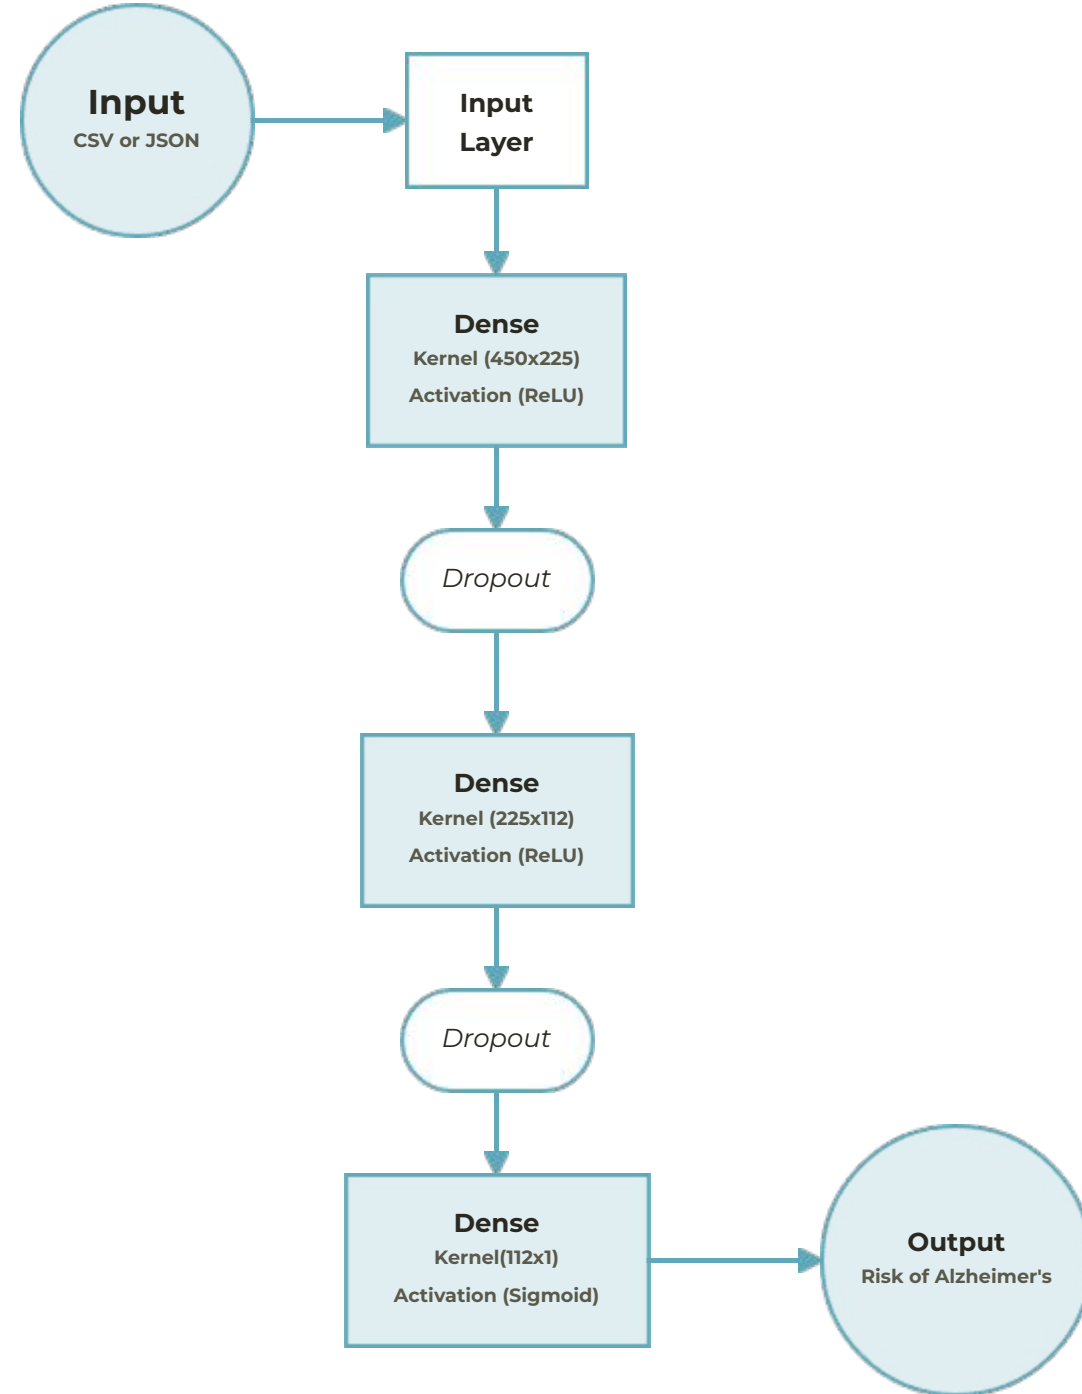 Input
CSV or JSON
Input
Layer
Dense
Kernel (450x225)
Activation (ReLU)
Dropout
Dense
Kernel (225x112)
Activation (ReLU)
Dropout
Dense
Kernel(112x1)
Activation (Sigmoid)
Output
Risk of Alzheimer's